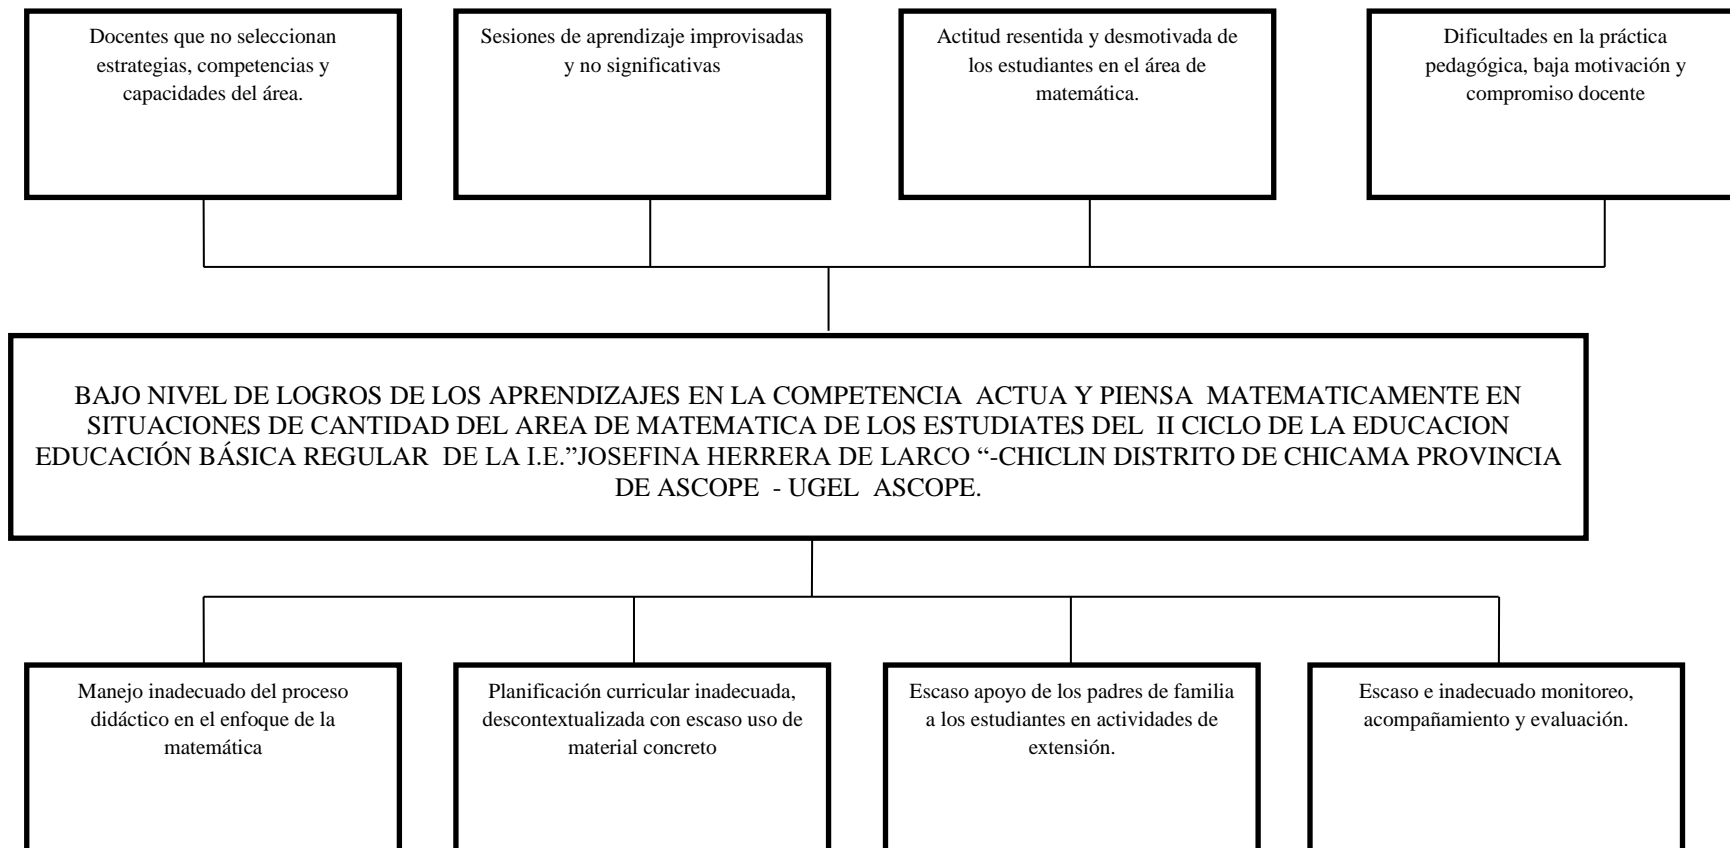 Docentes que no seleccionan
estrategias, competencias y
capacidades del área.
Sesiones de aprendizaje improvisadas
y no significativas
Actitud resentida y desmotivada de
los estudiantes en el área de
matemática.
Dificultades en la práctica
pedagógica, baja motivación y
compromiso docente
BAJO NIVEL DE LOGROS DE LOS APRENDIZAJES EN LA COMPETENCIA ACTUA Y PIENSA MATEMATICAMENTE EN
SITUACIONES DE CANTIDAD DEL AREA DE MATEMATICA DE LOS ESTUDIATES DEL II CICLO DE LA EDUCACION
EDUCACIÓN BÁSICA REGULAR DE LA I.E.”JOSEFINA HERRERA DE LARCO “-CHICLIN DISTRITO DE CHICAMA PROVINCIA
DE ASCOPE - UGEL ASCOPE.
Manejo inadecuado del proceso
didáctico en el enfoque de la
matemática
Planificación curricular inadecuada,
descontextualizada con escaso uso de
material concreto
Escaso apoyo de los padres de familia
a los estudiantes en actividades de
extensión.
Escaso e inadecuado monitoreo,
acompañamiento y evaluación.